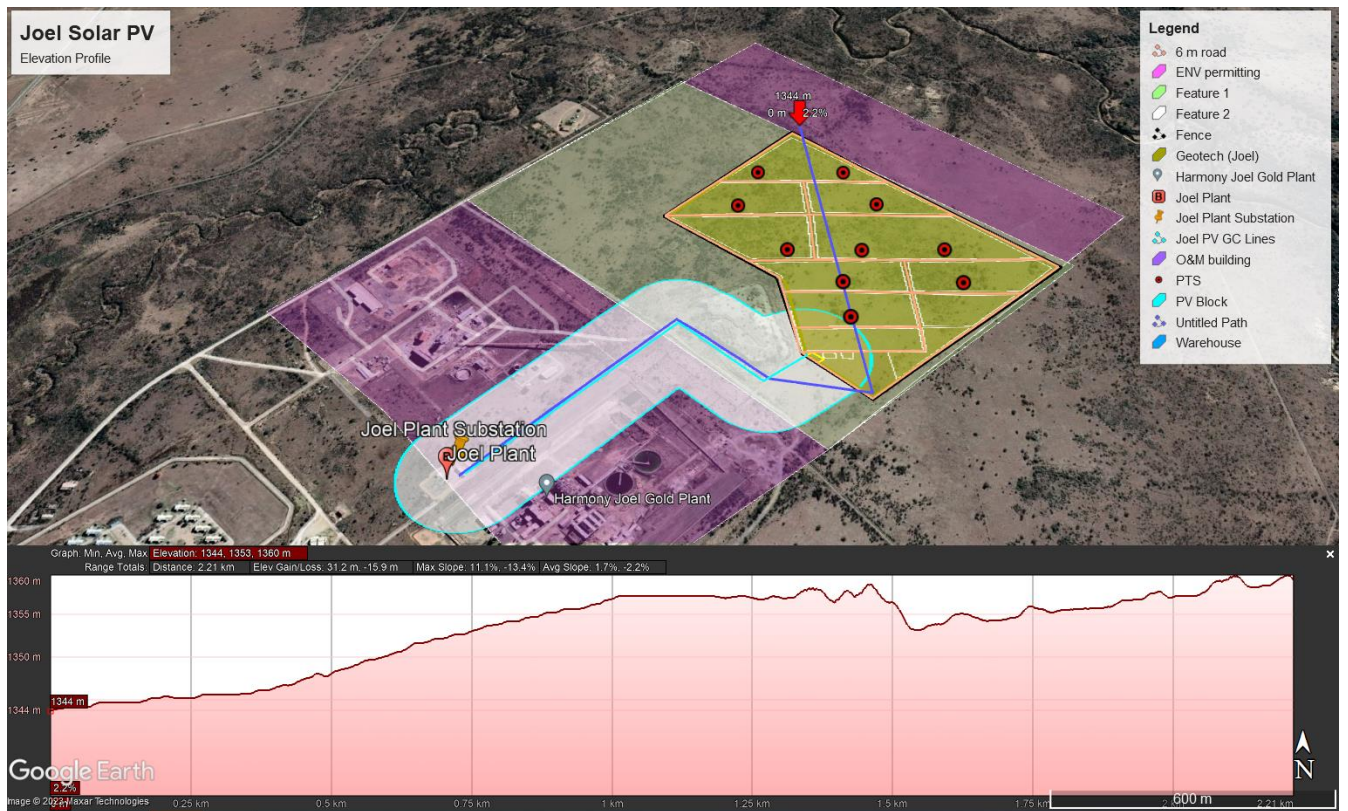 Joel Solar PV
Elevation Profile
Legend
6 m road
ENV permitting
Feature 1
Feature 2
Fence
Geotech (Joel)
Harmony Joel Gold Plant
B Joel Plant
Joel Plant Substation
Joel PV GC Lines
O&M building
PTS
PV Block
Untitled Path
Warehouse
1344 m
0 m 2.2%
Joel Plant Substation
B Joel Plant
Harmony Joel Gold Plant
Graph: Min, Avg, Max Elevation: 1344, 1353, 1360 m
Range Totals: Distance: 2.21 km Elev Gain/Loss: 31.2 m, -15.9 m Max Slope: 11.1%, -13.4% Avg Slope: 1.7%, -2.2%
1360 m
1355 m
1350 m
1344 m
1344 m
Google Earth
2.2%
Image © 2023 Maxar Technologies
0.25 km 0.5 km 0.75 km 1 km 1.25 km 1.5 km 1.75 km 2.21 km
600 m
N